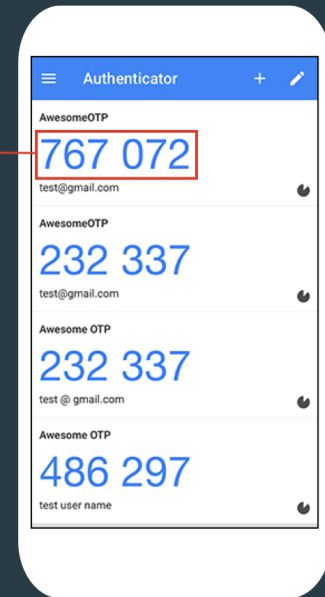 Authenticator
AwesomeOTP
767 072
test@gmail.com
AwesomeOTP
232 337
test@gmail.com
Awesome OTP
232 337
test @ gmail.com
Awesome OTP
486 297
test user name